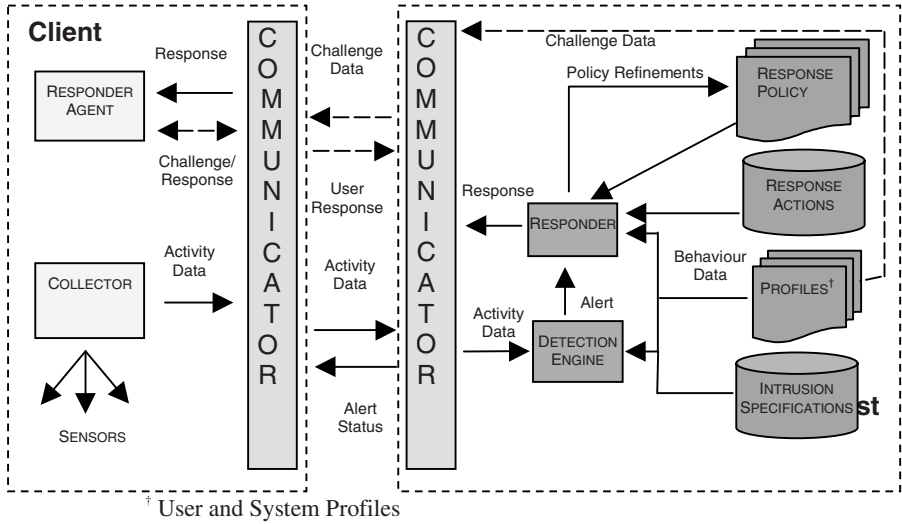 Client
RESPONDER
AGENT
Response
Challenge/
Response
COLLECTOR
Activity
Data
SENSORS
COMMUNICATOR
Challenge
Data
User
Response
Activity
Data
Alert
Status
COMMUNICATOR
Challenge Data
Policy Refinements
RESPONSE
POLICY
Response
RESPONDER
RESPONSE
ACTIONS
Behaviour
Data
PROFILES†
Activity
Data
Alert
DETECTION
ENGINE
INTRUSION
SPECIFICATIONS
st
† User and System Profiles